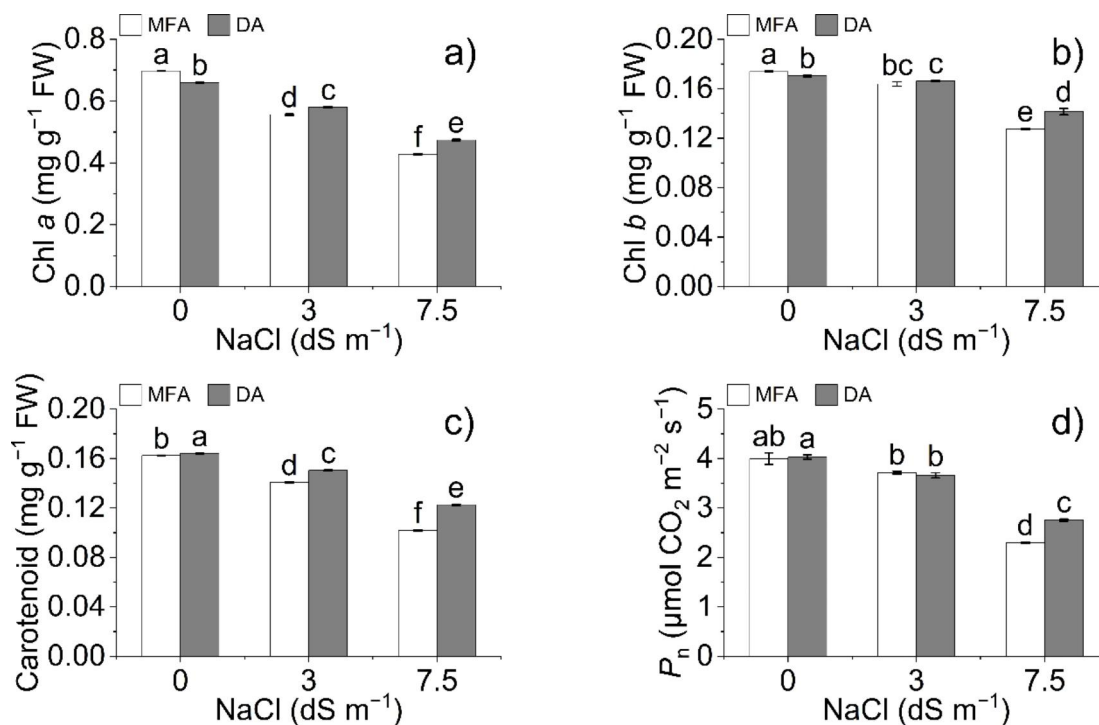 MFA DA
a)
Chl a (mg g⁻¹ FW)
0.8
0.6
0.4
0.2
0.0
a b
d c
f e
0 3 7.5
NaCl (dS m⁻¹)
MFA DA
b)
Chl b (mg g⁻¹ FW)
0.20
0.16
0.12
0.08
0.04
0.00
a b
bc c
e d
0 3 7.5
NaCl (dS m⁻¹)
MFA DA
c)
Carotenoid (mg g⁻¹ FW)
0.20
0.16
0.12
0.08
0.04
0.00
b a
d c
f e
0 3 7.5
NaCl (dS m⁻¹)
MFA DA
d)
Pₙ (μmol CO₂ m⁻² s⁻¹)
5
4
3
2
1
0
ab a
b b
d c
0 3 7.5
NaCl (dS m⁻¹)